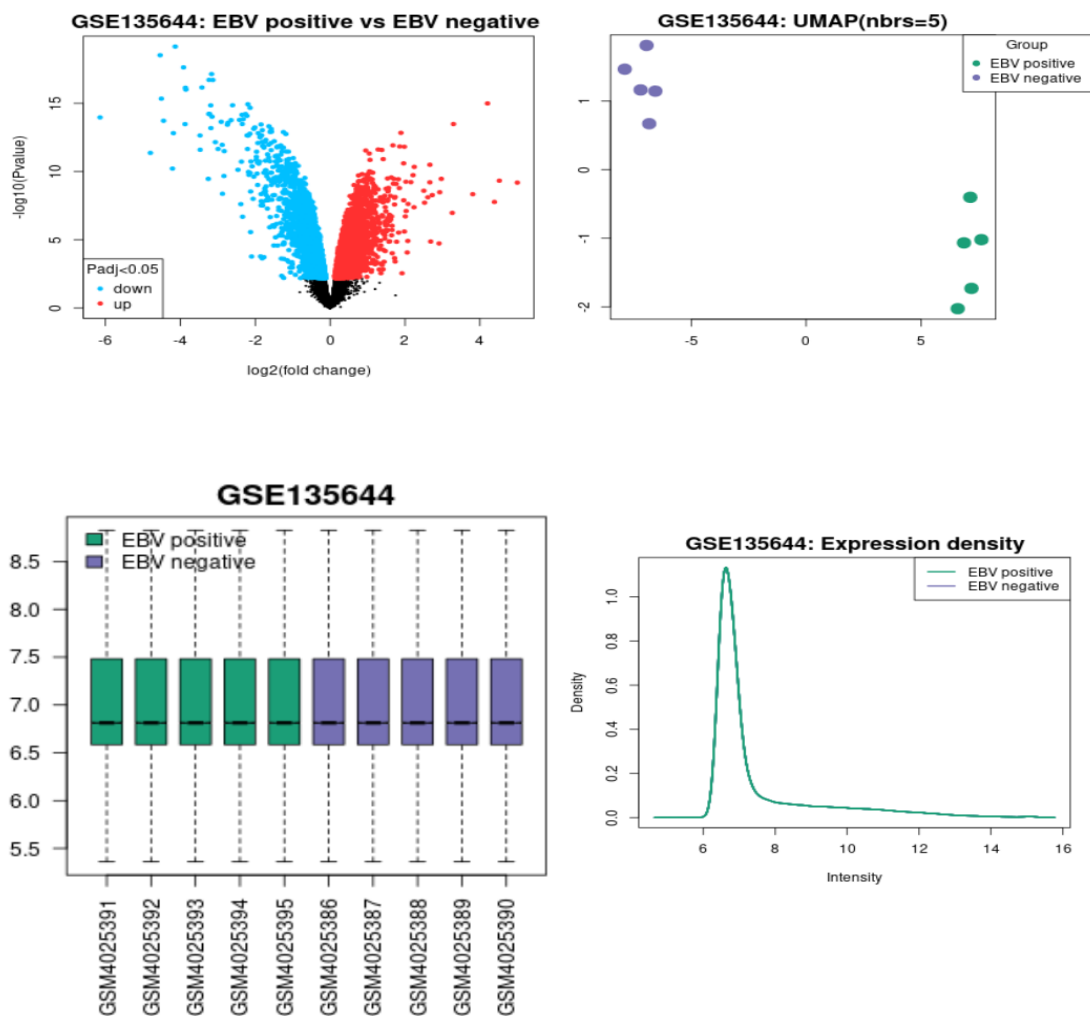 GSE135644: EBV positive vs EBV negative
-log10(Pvalue)
15
10
5
0
Padj<0.05
down
up
-6 -4 -2 0 2 4
log2(fold change)
GSE135644: UMAP(nbrs=5)
Group
EBV positive
EBV negative
1
0
-1
-2
-5 0 5
GSE135644
EBV positive
EBV negative
8.5
8.0
7.5
7.0
6.5
6.0
5.5
GSM4025391
GSM4025392
GSM4025393
GSM4025394
GSM4025395
GSM4025386
GSM4025387
GSM4025388
GSM4025389
GSM4025390
GSE135644: Expression density
EBV positive
EBV negative
Density
1.0
0.8
0.6
0.4
0.2
0.0
6 8 10 12 14 16
Intensity